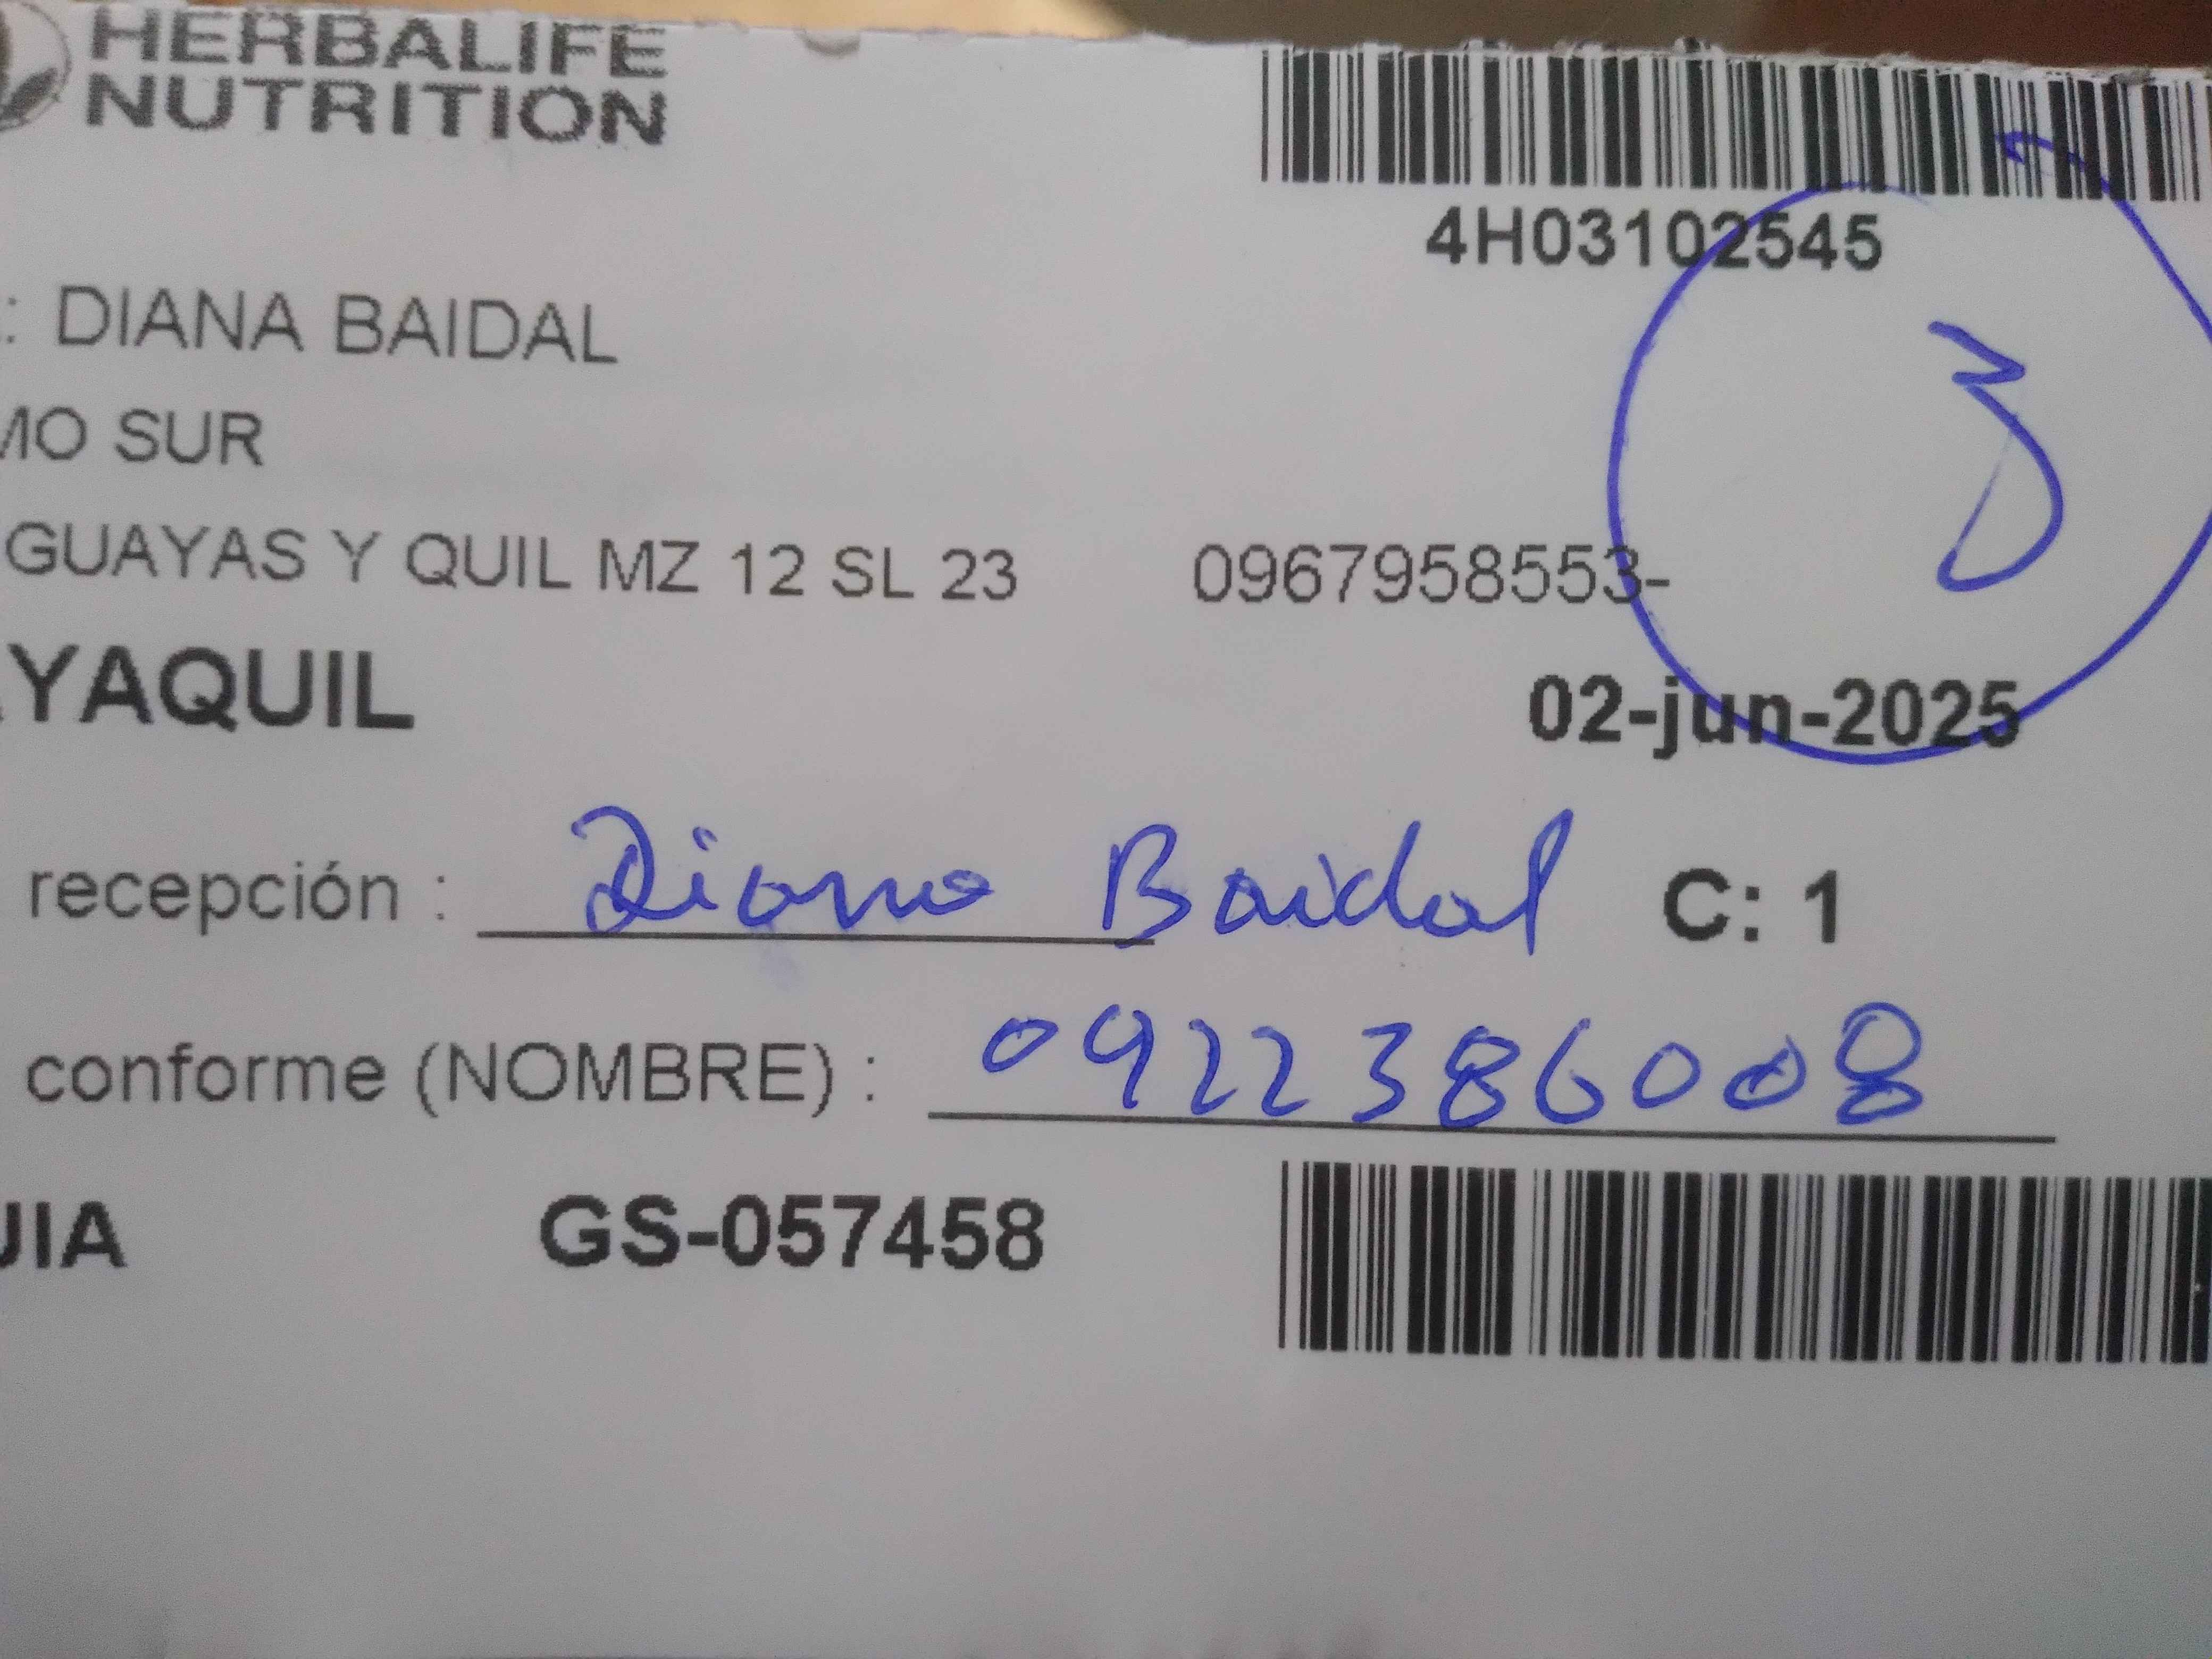 HERBALIFE
NUTRITION
4H03102545
3
: DIANA BAIDAL
MO SUR
GUAYAS Y QUIL MZ 12 SL 23 0967958553-
YAQUIL 02-jun-2025
recepción : Diana Baidal C: 1
conforme (NOMBRE) : 0922386008
UIA GS-057458